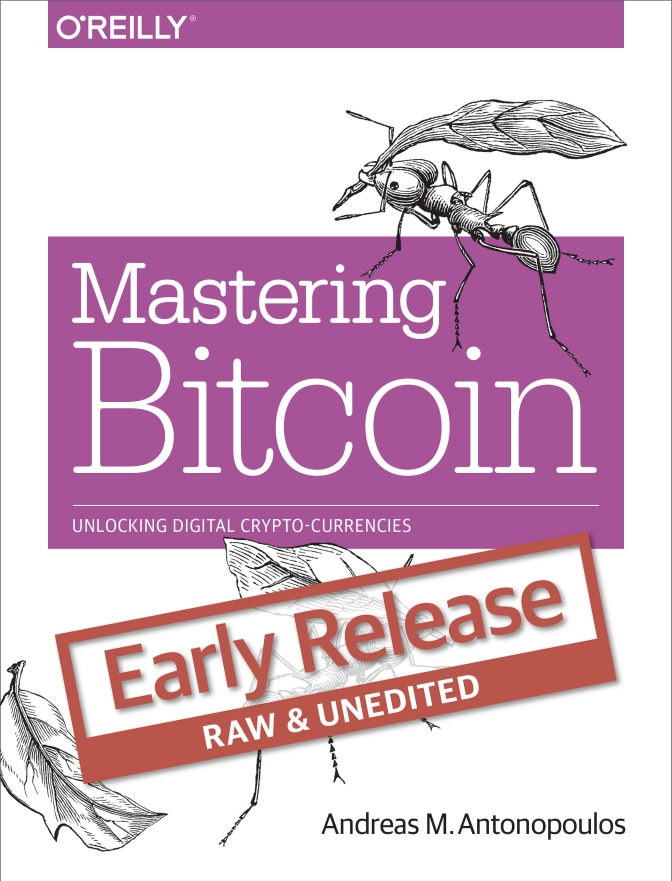 O'REILLY®
Mastering
Bitcoin
UNLOCKING DIGITAL CRYPTO-CURRENCIES
Early Release
RAW & UNEDITED
Andreas M. Antonopoulos